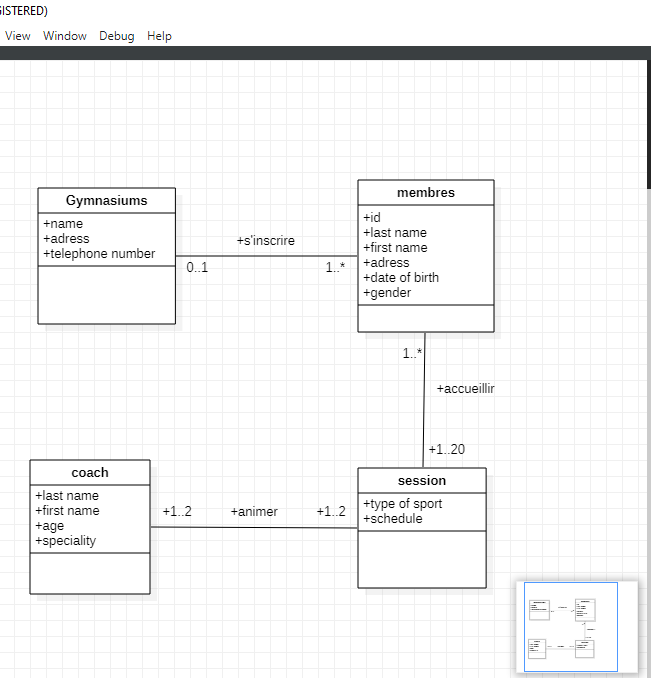 GISTERED)
View Window Debug Help
Gymnasiums
+name
+adress
+telephone number
+s'inscrire
0..1
1..*
membres
+id
+last name
+first name
+adress
+date of birth
+gender
1..*
+accueillir
+1..20
coach
+last name
+first name
+age
+speciality
+1..2
+animer
+1..2
session
+type of sport
+schedule